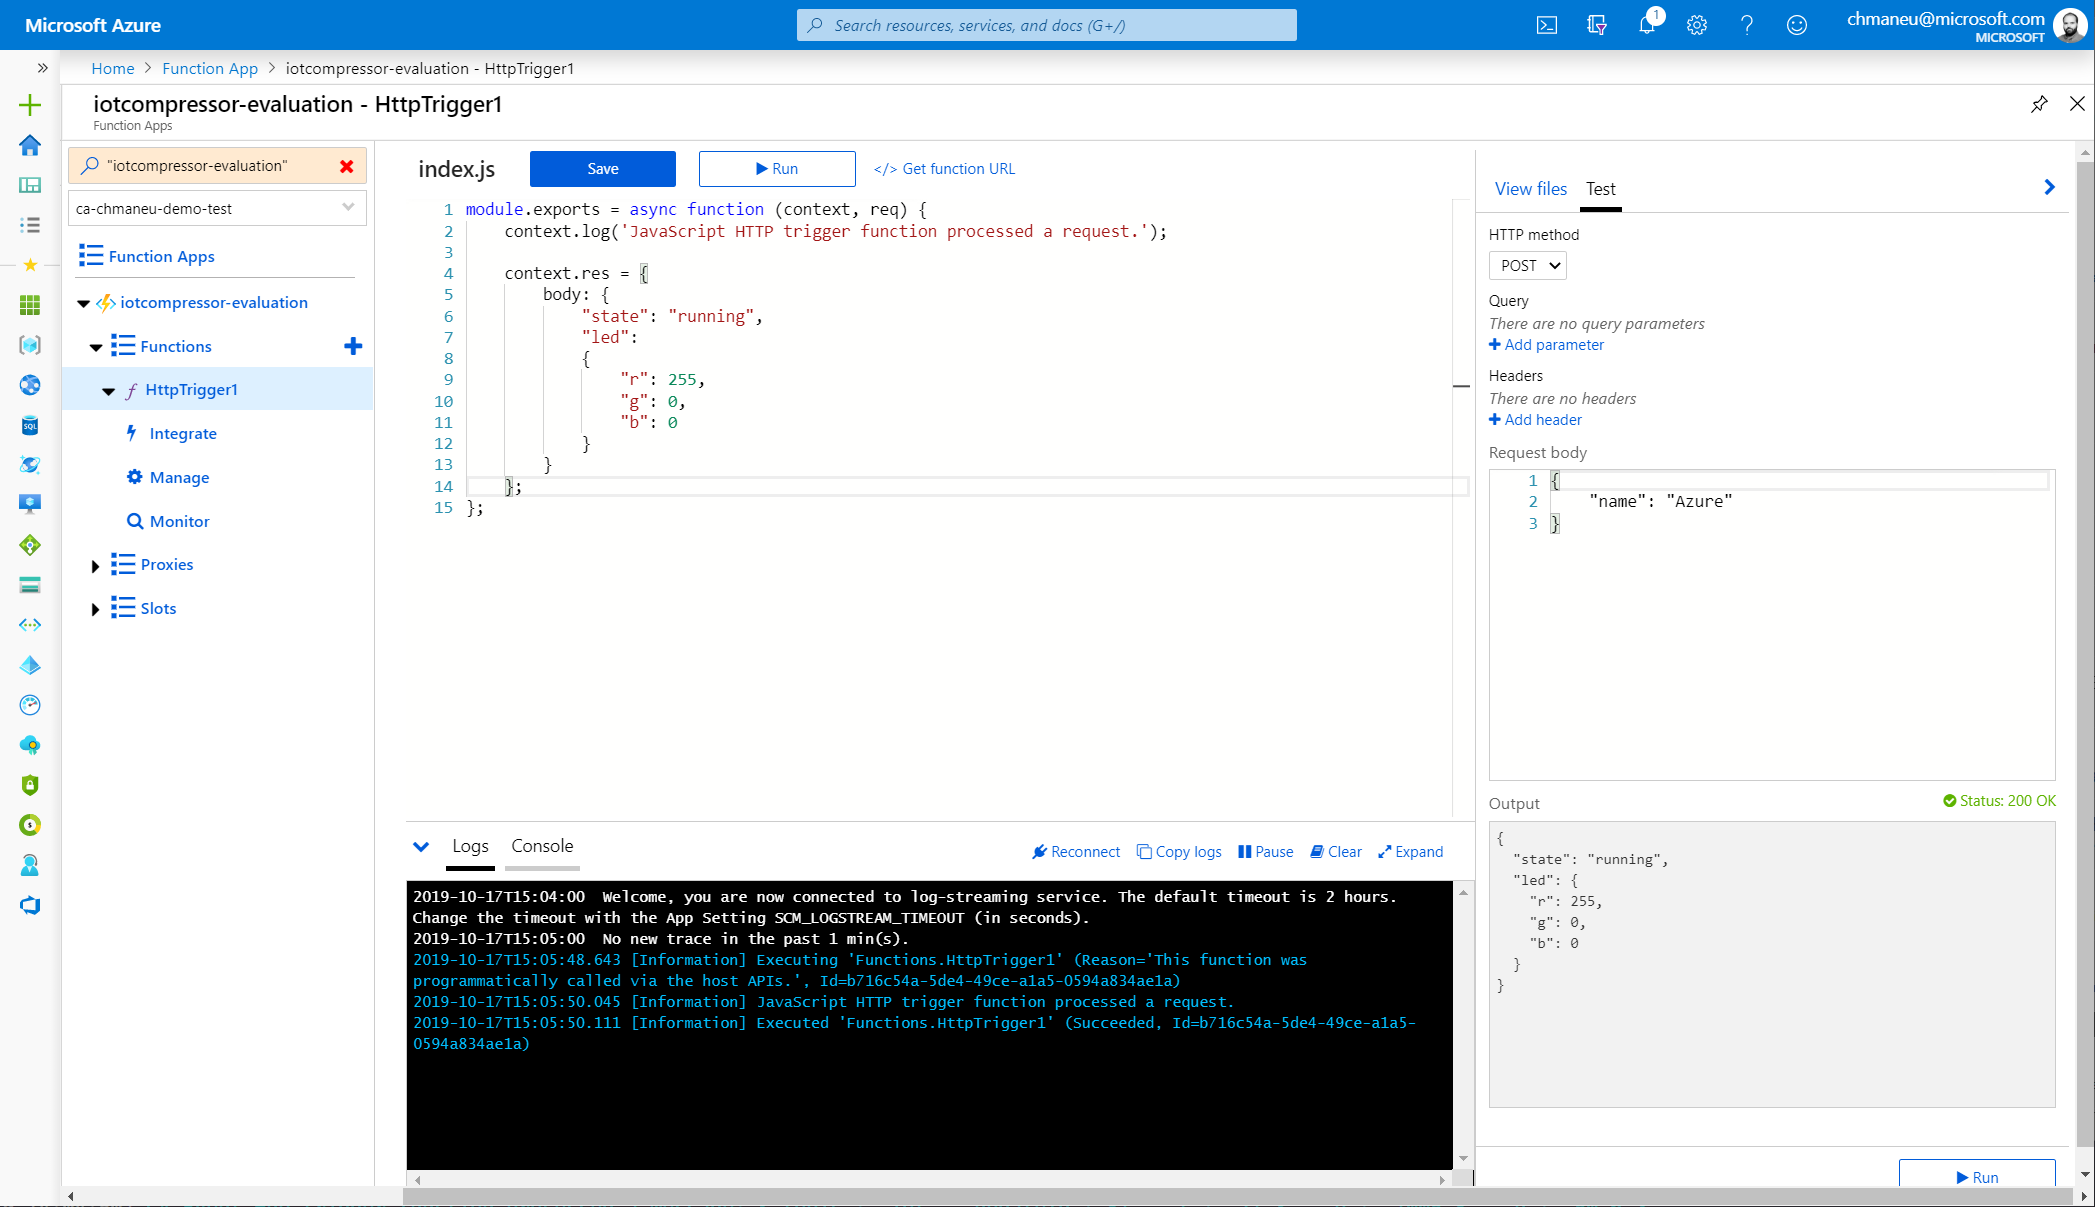 Microsoft Azure
Search resources, services, and docs (G+/)
1
chmaneu@microsoft.com
MICROSOFT
Home > Function App > iotcompressor-evaluation - HttpTrigger1
iotcompressor-evaluation - HttpTrigger1
Function Apps
"iotcompressor-evaluation"
ca-chmaneu-demo-test
Function Apps
iotcompressor-evaluation
Functions
HttpTrigger1
Integrate
Manage
Monitor
Proxies
Slots
index.js
Save
Run
</> Get function URL
1 module.exports = async function (context, req) {
2 context.log('JavaScript HTTP trigger function processed a request.');
3
4 context.res = {
5 body: {
6 "state": "running",
7 "led":
8 {
9 "r": 255,
10 "g": 0,
11 "b": 0
12 }
13 }
14 };
15 };
Logs
Console
Reconnect
Copy logs
Pause
Clear
Expand
2019-10-17T15:04:00 Welcome, you are now connected to log-streaming service. The default timeout is 2 hours.
Change the timeout with the App Setting SCM_LOGSTREAM_TIMEOUT (in seconds).
2019-10-17T15:05:00 No new trace in the past 1 min(s).
2019-10-17T15:05:48.643 [Information] Executing 'Functions.HttpTrigger1' (Reason='This function was
programmatically called via the host APIs.', Id=b716c54a-5de4-49ce-a1a5-0594a834ae1a)
2019-10-17T15:05:50.045 [Information] JavaScript HTTP trigger function processed a request.
2019-10-17T15:05:50.111 [Information] Executed 'Functions.HttpTrigger1' (Succeeded, Id=b716c54a-5de4-49ce-a1a5-
0594a834ae1a)
View files
Test
HTTP method
POST
Query
There are no query parameters
Add parameter
Headers
There are no headers
Add header
Request body
1 {
2 "name": "Azure"
3 }
Output
Status: 200 OK
{
"state": "running",
"led": {
"r": 255,
"g": 0,
"b": 0
}
}
Run